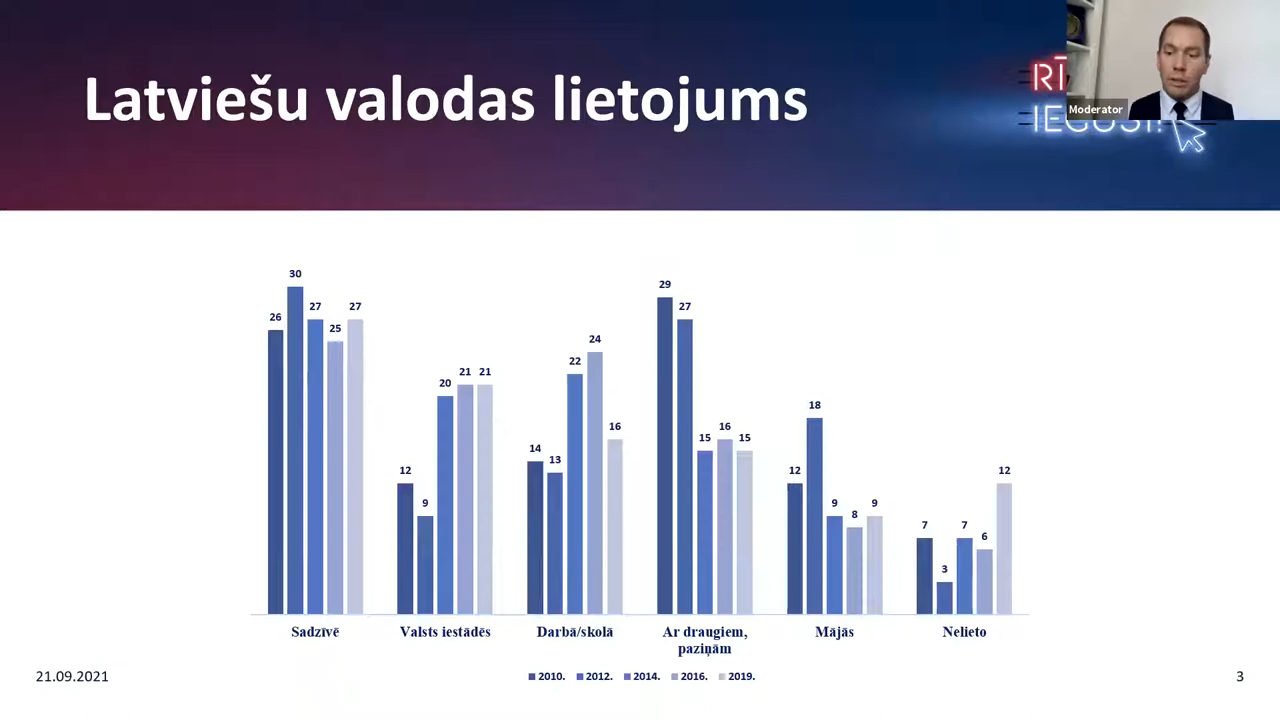 Latviešu valodas lietojums
RĪ
Moderator
26
30
27
25
27
12
9
20
21
21
14
13
22
24
16
29
27
15
16
15
12
18
9
8
9
7
3
7
6
12
Sadzīvē
Valsts iestādēs
Darbā/skolā
Ar draugiem,
paziņām
Mājās
Nelieto
2010. 2012. 2014. 2016. 2019.
21.09.2021
3